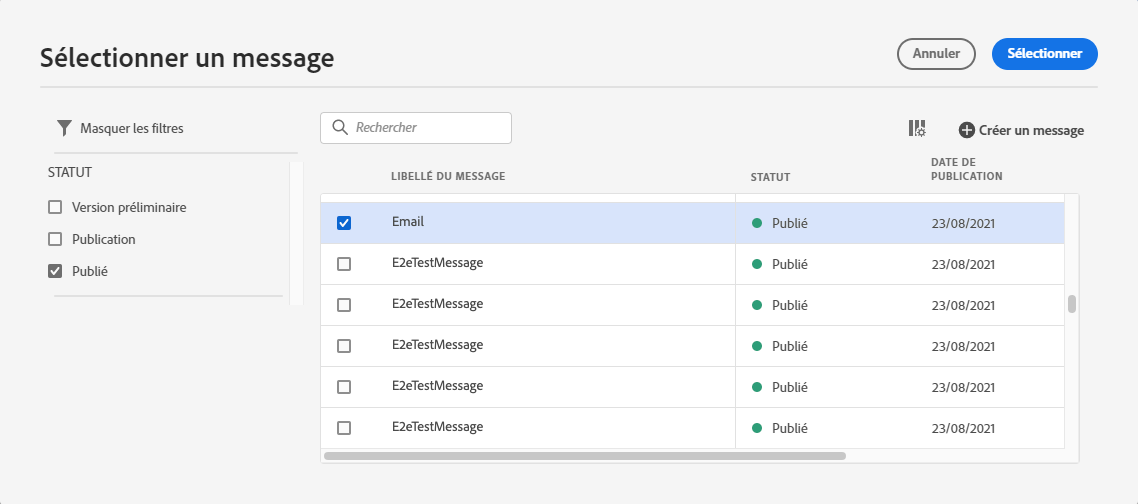 Sélectionner un message
Annuler
Sélectionner
Masquer les filtres
Rechercher
Créer un message
STATUT
Version préliminaire
Publication
Publié
LIBELLÉ DU MESSAGE
STATUT
DATE DE
PUBLICATION
Email Publié 23/08/2021
E2eTestMessage Publié 23/08/2021
E2eTestMessage Publié 23/08/2021
E2eTestMessage Publié 23/08/2021
E2eTestMessage Publié 23/08/2021
E2eTestMessage Publié 23/08/2021